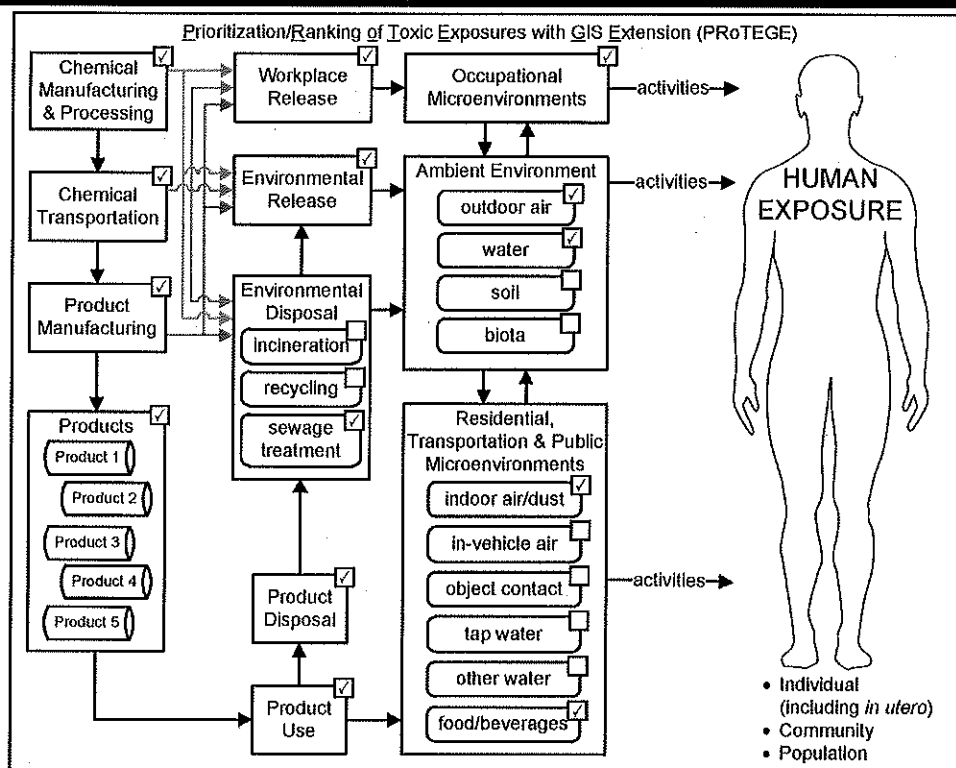 Prioritization/Ranking of Toxic Exposures with GIS Extension (PRoTEGE)
Chemical
Manufacturing
& Processing
Workplace
Release
Occupational
Microenvironments
activities
Chemical
Transportation
Environmental
Release
Ambient Environment
outdoor air
water
soil
biota
activities
HUMAN
EXPOSURE
Product
Manufacturing
Environmental
Disposal
incineration
recycling
sewage
treatment
Products
Product 1
Product 2
Product 3
Product 4
Product 5
Residential,
Transportation & Public
Microenvironments
indoor air/dust
in-vehicle air
object contact
tap water
other water
food/beverages
activities
Product
Disposal
Product
Use
• Individual
(including in utero)
• Community
• Population